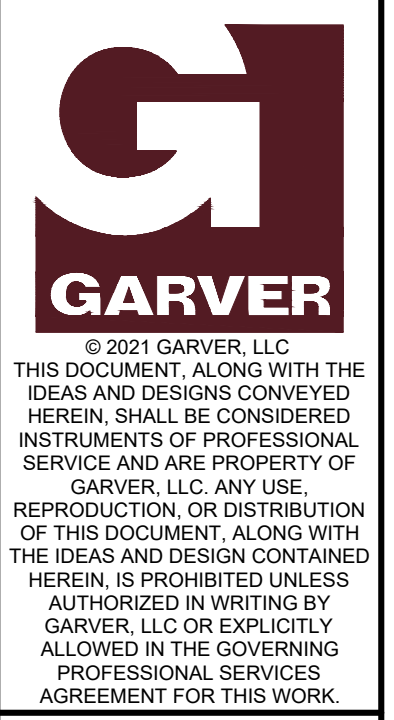 GARVER
© 2021 GARVER, LLC
THIS DOCUMENT, ALONG WITH THE
IDEAS AND DESIGNS CONVEYED
HEREIN, SHALL BE CONSIDERED
INSTRUMENTS OF PROFESSIONAL
SERVICE AND ARE PROPERTY OF
GARVER, LLC. ANY USE,
REPRODUCTION, OR DISTRIBUTION
OF THIS DOCUMENT, ALONG WITH
THE IDEAS AND DESIGN CONTAINED
HEREIN, IS PROHIBITED UNLESS
AUTHORIZED IN WRITING BY
GARVER, LLC OR EXPLICITLY
ALLOWED IN THE GOVERNING
PROFESSIONAL SERVICES
AGREEMENT FOR THIS WORK.